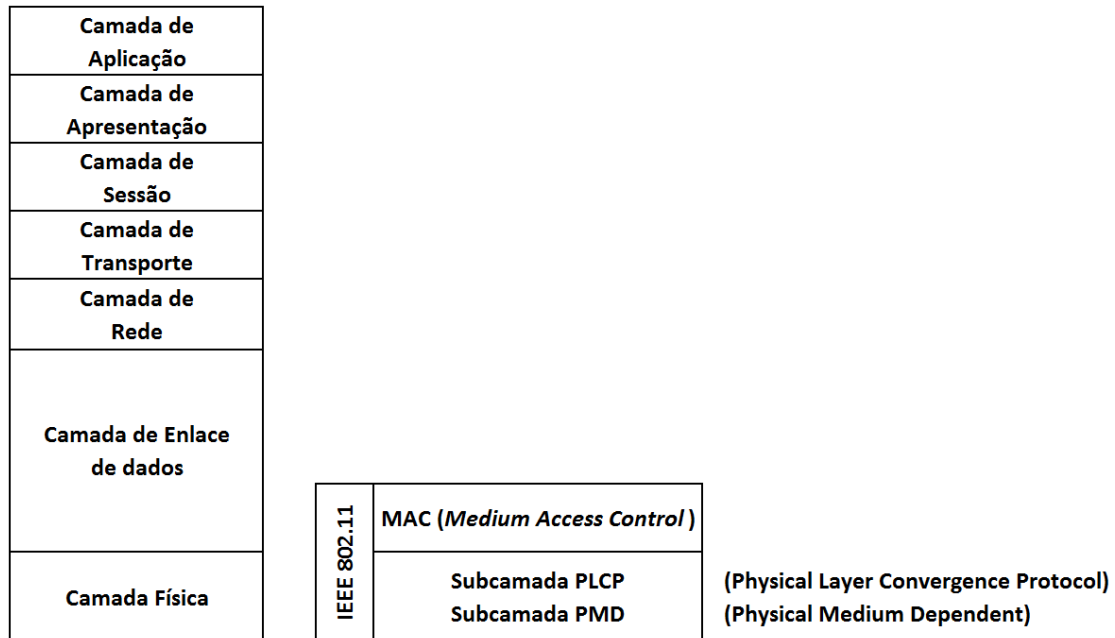 Camada de
Aplicação
Camada de
Apresentação
Camada de
Sessão
Camada de
Transporte
Camada de
Rede
Camada de Enlace
de dados
Camada Física
IEEE 802.11
MAC (Medium Access Control)
Subcamada PLCP
Subcamada PMD
(Physical Layer Convergence Protocol)
(Physical Medium Dependent)